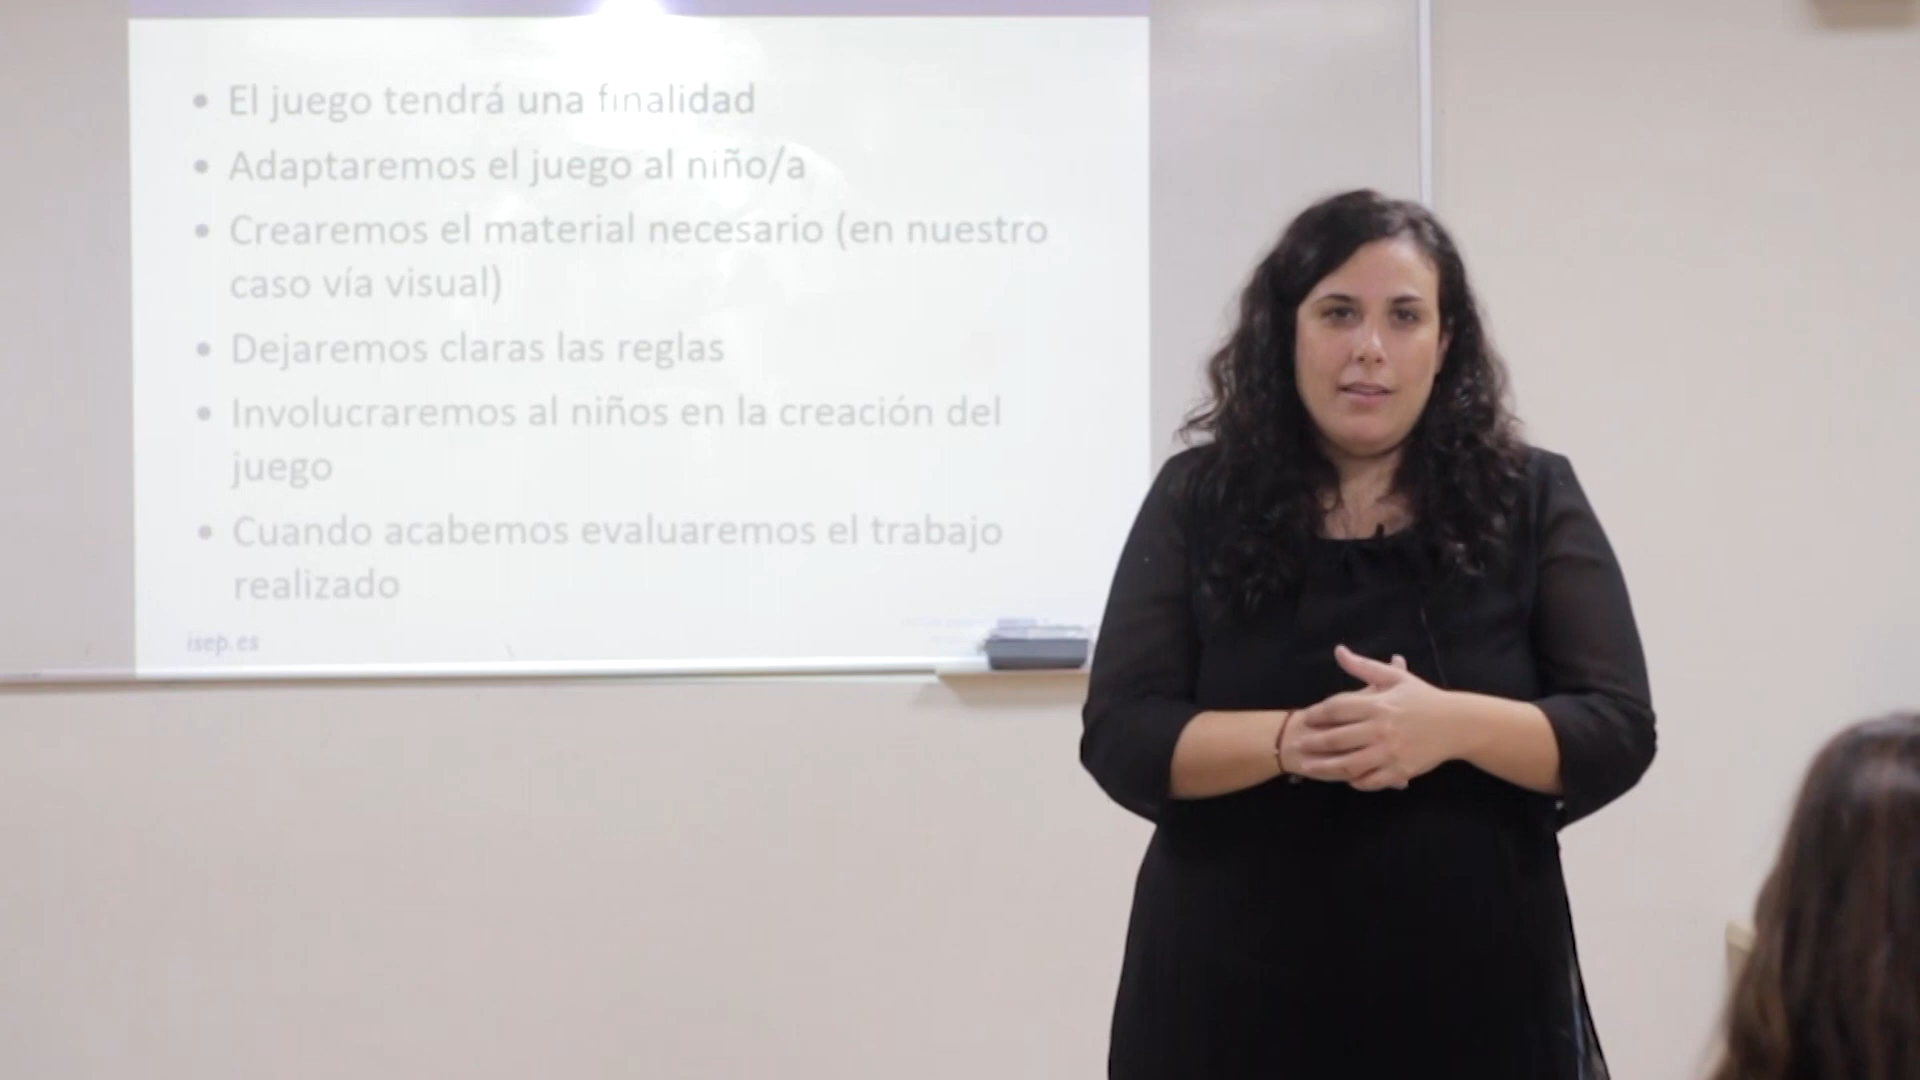 • El juego tendrá una finalidad
• Adaptaremos el juego al niño/a
• Crearemos el material necesario (en nuestro
caso vía visual)
• Dejaremos claras las reglas
• Involucraremos al niños en la creación del
juego
• Cuando acabemos evaluaremos el trabajo
realizado
isep.es